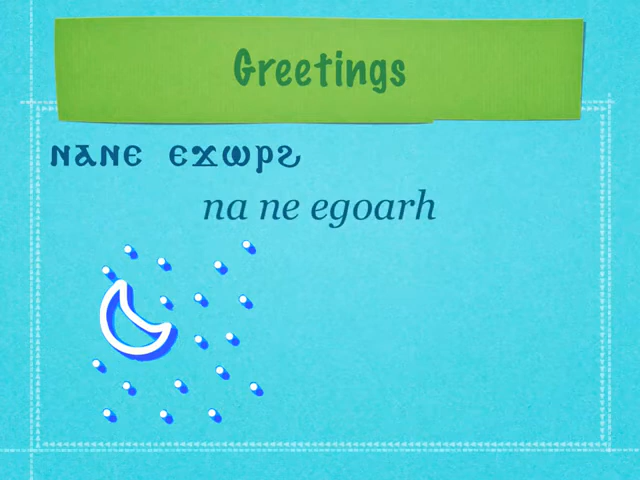 Greetings
ⲛⲁⲛⲉ ⲉϫⲱⲣϩ
na ne egoarh